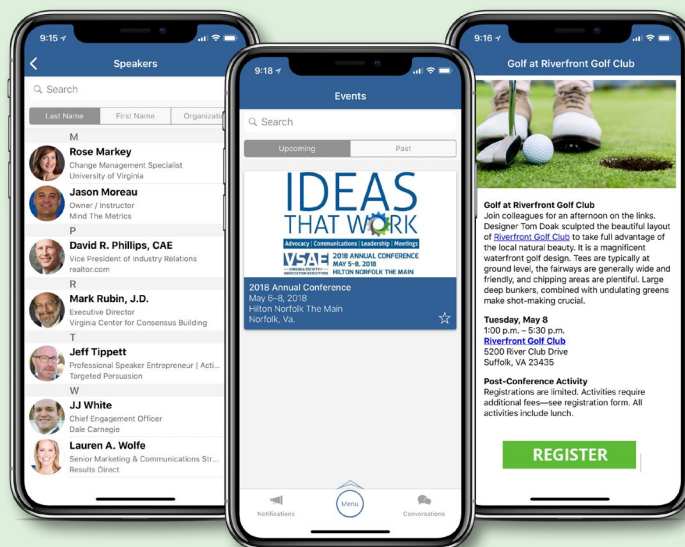 9:15
Speakers
Search
Last Name
First Name
M
Rose Markey
Change Management Specialist
University of Virginia
Jason Moreau
Owner / Instructor
Mind The Metrics
P
David R. Phillips, CAE
Vice President of Industry Relations
realtor.com
R
Mark Rubin, J.D.
Executive Director
Virginia Center for Consensus Building
T
Jeff Tippett
Professional Speaker Entrepreneur | Acti...
Targeted Persuasion
W
JJ White
Chief Engagement Officer
Dale Carnegie
Lauren A. Wolfe
Senior Marketing & Communications Str...
Results Direct
9:18
Events
Search
Upcoming
Past
IDEAS
THAT WORK
Advocacy | Communications | Leadership | Meetings
VSAE
VIRGINIA SOCIETY of
ASSOCIATION EXECUTIVES
2018 ANNUAL CONFERENCE
MAY 6-8, 2018
HILTON NORFOLK THE MAIN
2018 Annual Conference
May 6–8, 2018
Hilton Norfolk The Main
Norfolk, Va.
Notifications
Menu
Conversations
9:16
Golf at Riverfront Golf Club
Golf at Riverfront Golf Club
Join colleagues for an afternoon on the links.
Designer Tom Doak sculpted the beautiful layout
of Riverfront Golf Club to take full advantage of
the local natural beauty. It is a magnificent
waterfront golf design. Tees are typically at
ground level, the fairways are generally wide and
friendly, and chipping areas are plentiful. Large
deep bunkers, combined with undulating greens
make shot-making crucial.
Tuesday, May 8
1:00 p.m. – 5:30 p.m.
Riverfront Golf Club
5200 River Club Drive
Suffolk, VA 23435
Post-Conference Activity
Registrations are limited. Activities require
additional fees—see registration form. All
activities include lunch.
REGISTER